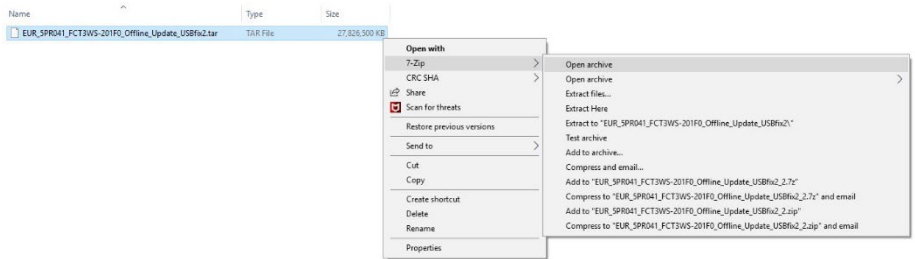 Name Type Size
EUR_5PR041_FCT3WS-201F0_Offline_Update_USBfix2.tar TAR File 27,826,500 KB
Open with
7-Zip
CRC SHA
Share
Scan for threats
Restore previous versions
Send to
Cut
Copy
Create shortcut
Delete
Rename
Properties
Open archive
Open archive
Extract files...
Extract Here
Extract to "EUR_5PR041_FCT3WS-201F0_Offline_Update_USBfix2\"
Test archive
Add to archive...
Compress and email...
Add to "EUR_5PR041_FCT3WS-201F0_Offline_Update_USBfix2_2.7z"
Compress to "EUR_5PR041_FCT3WS-201F0_Offline_Update_USBfix2_2.7z" and email
Add to "EUR_5PR041_FCT3WS-201F0_Offline_Update_USBfix2_2.zip"
Compress to "EUR_5PR041_FCT3WS-201F0_Offline_Update_USBfix2_2.zip" and email